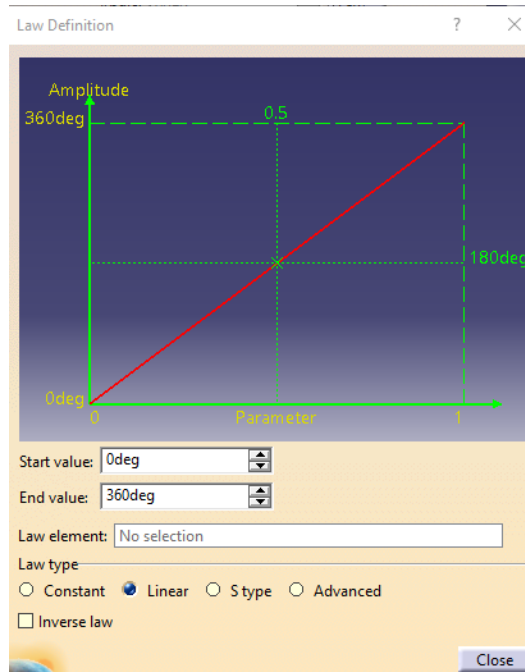 Law Definition ? ×
Amplitude
360deg 0.5
180deg
0deg
0 Parameter 1
Start value: 0deg
End value: 360deg
Law element: No selection
Law type
Constant Linear S type Advanced
Inverse law
Close